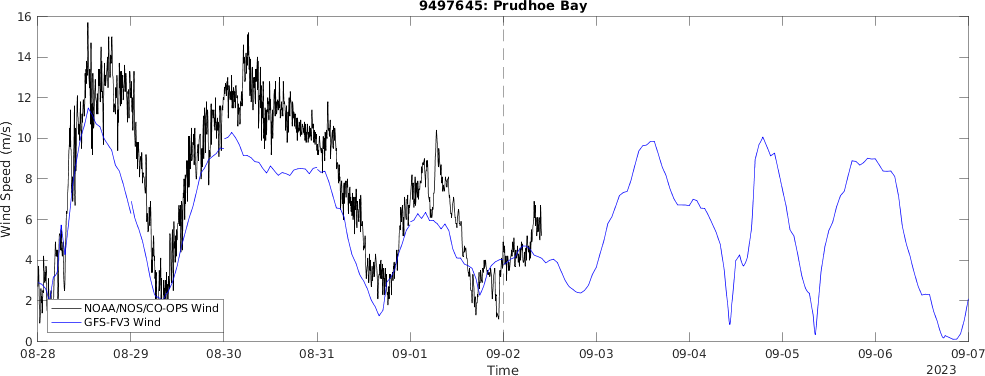 9497645: Prudhoe Bay
16
14
12
10
8
6
4
2
0
Wind Speed (m/s)
NOAA/NOS/CO-OPS Wind
GFS-FV3 Wind
08-28 08-29 08-30 08-31 09-01 09-02 09-03 09-04 09-05 09-06 09-07
Time
2023